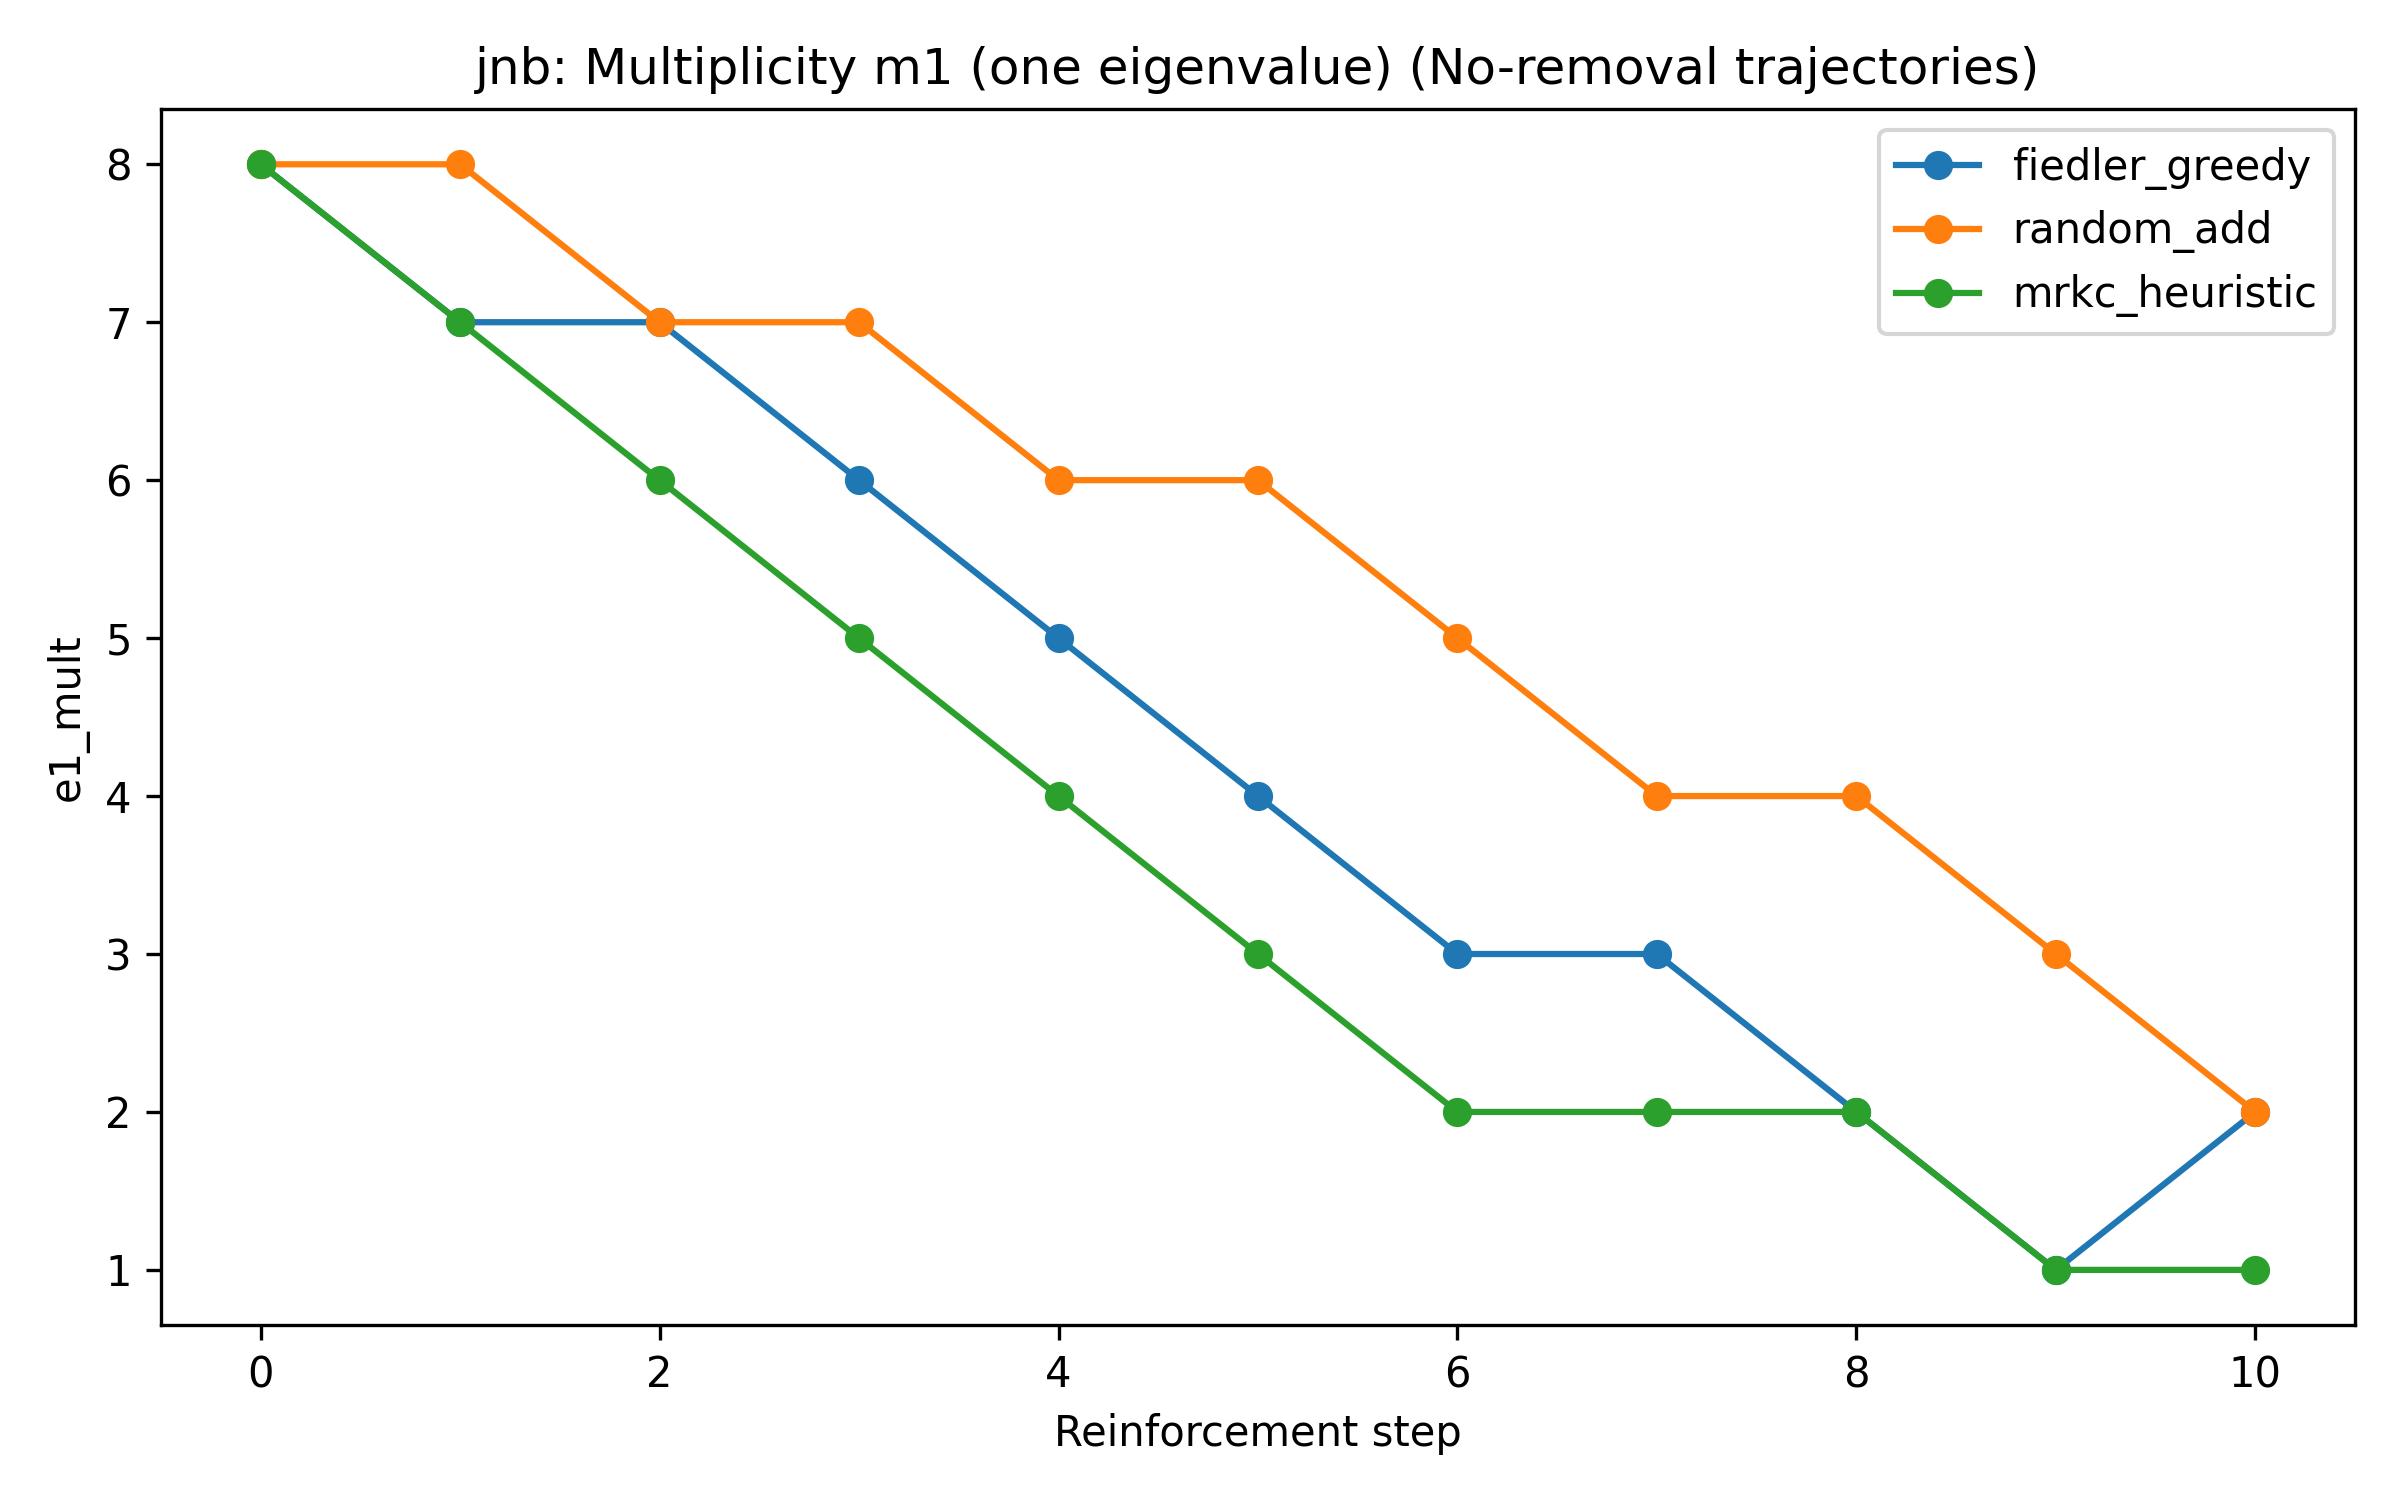 jnb: Multiplicity m1 (one eigenvalue) (No-removal trajectories)
fiedler_greedy
random_add
mrkc_heuristic
e1_mult
8
7
6
5
4
3
2
1
0 2 4 6 8 10
Reinforcement step